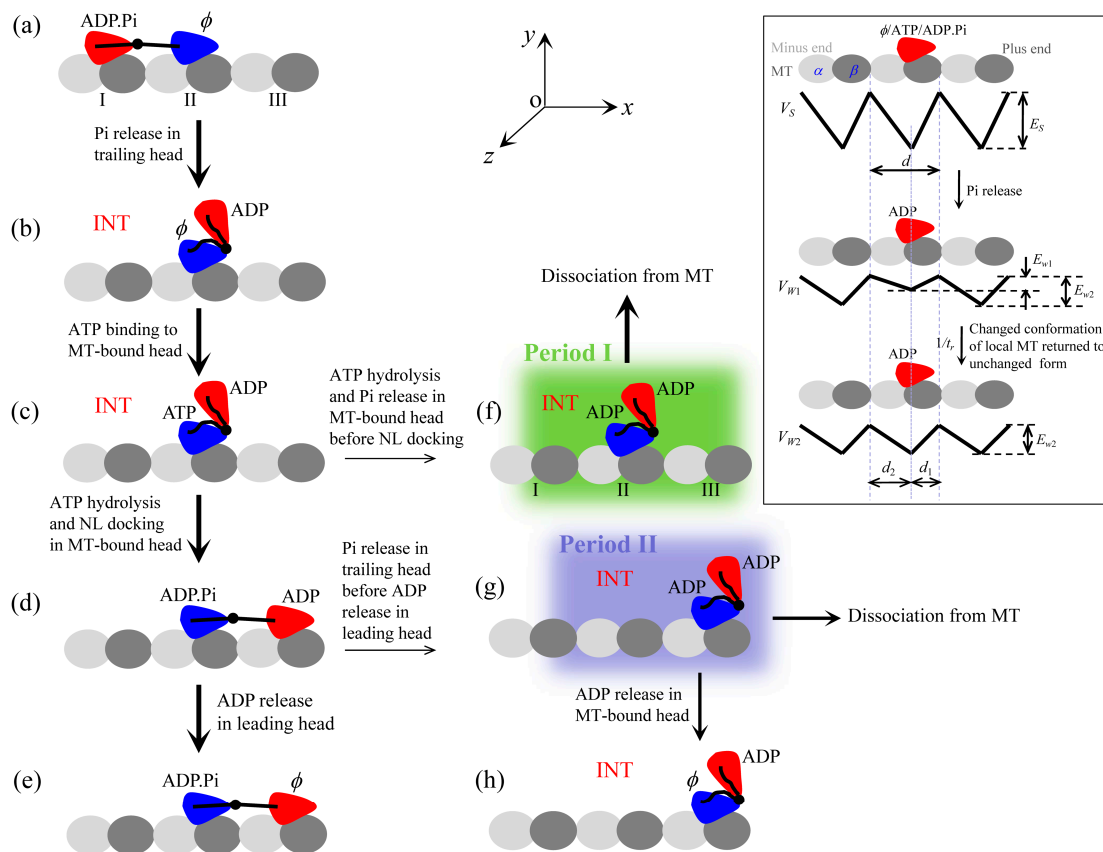 (a)
ADP.Pi
ϕ
I
II
III
Pi release in
trailing head
(b)
INT
ADP
ϕ
ATP binding to
MT-bound head
(c)
INT
ADP
ATP
ATP hydrolysis
and Pi release in
MT-bound head
before NL docking
ATP hydrolysis
and NL docking
in MT-bound head
(d)
ADP.Pi
ADP
Pi release in
trailing head
before ADP
release in
leading head
ADP release
in leading head
(e)
ADP.Pi
ϕ
y
o
x
z
Dissociation from MT
Period I
(f)
INT
ADP
ADP
I
II
III
Period II
(g)
INT
ADP
ADP
Dissociation from MT
ADP release in
MT-bound head
(h)
INT
ADP
ϕ
ϕ/ATP/ADP.Pi
Minus end
Plus end
MT
α
β
V_S
E_S
d
Pi release
ADP
V_W1
E_w1
E_w2
1/t_r
Changed conformation
of local MT returned to
unchanged form
ADP
V_W2
E_w2
d_2
d_1